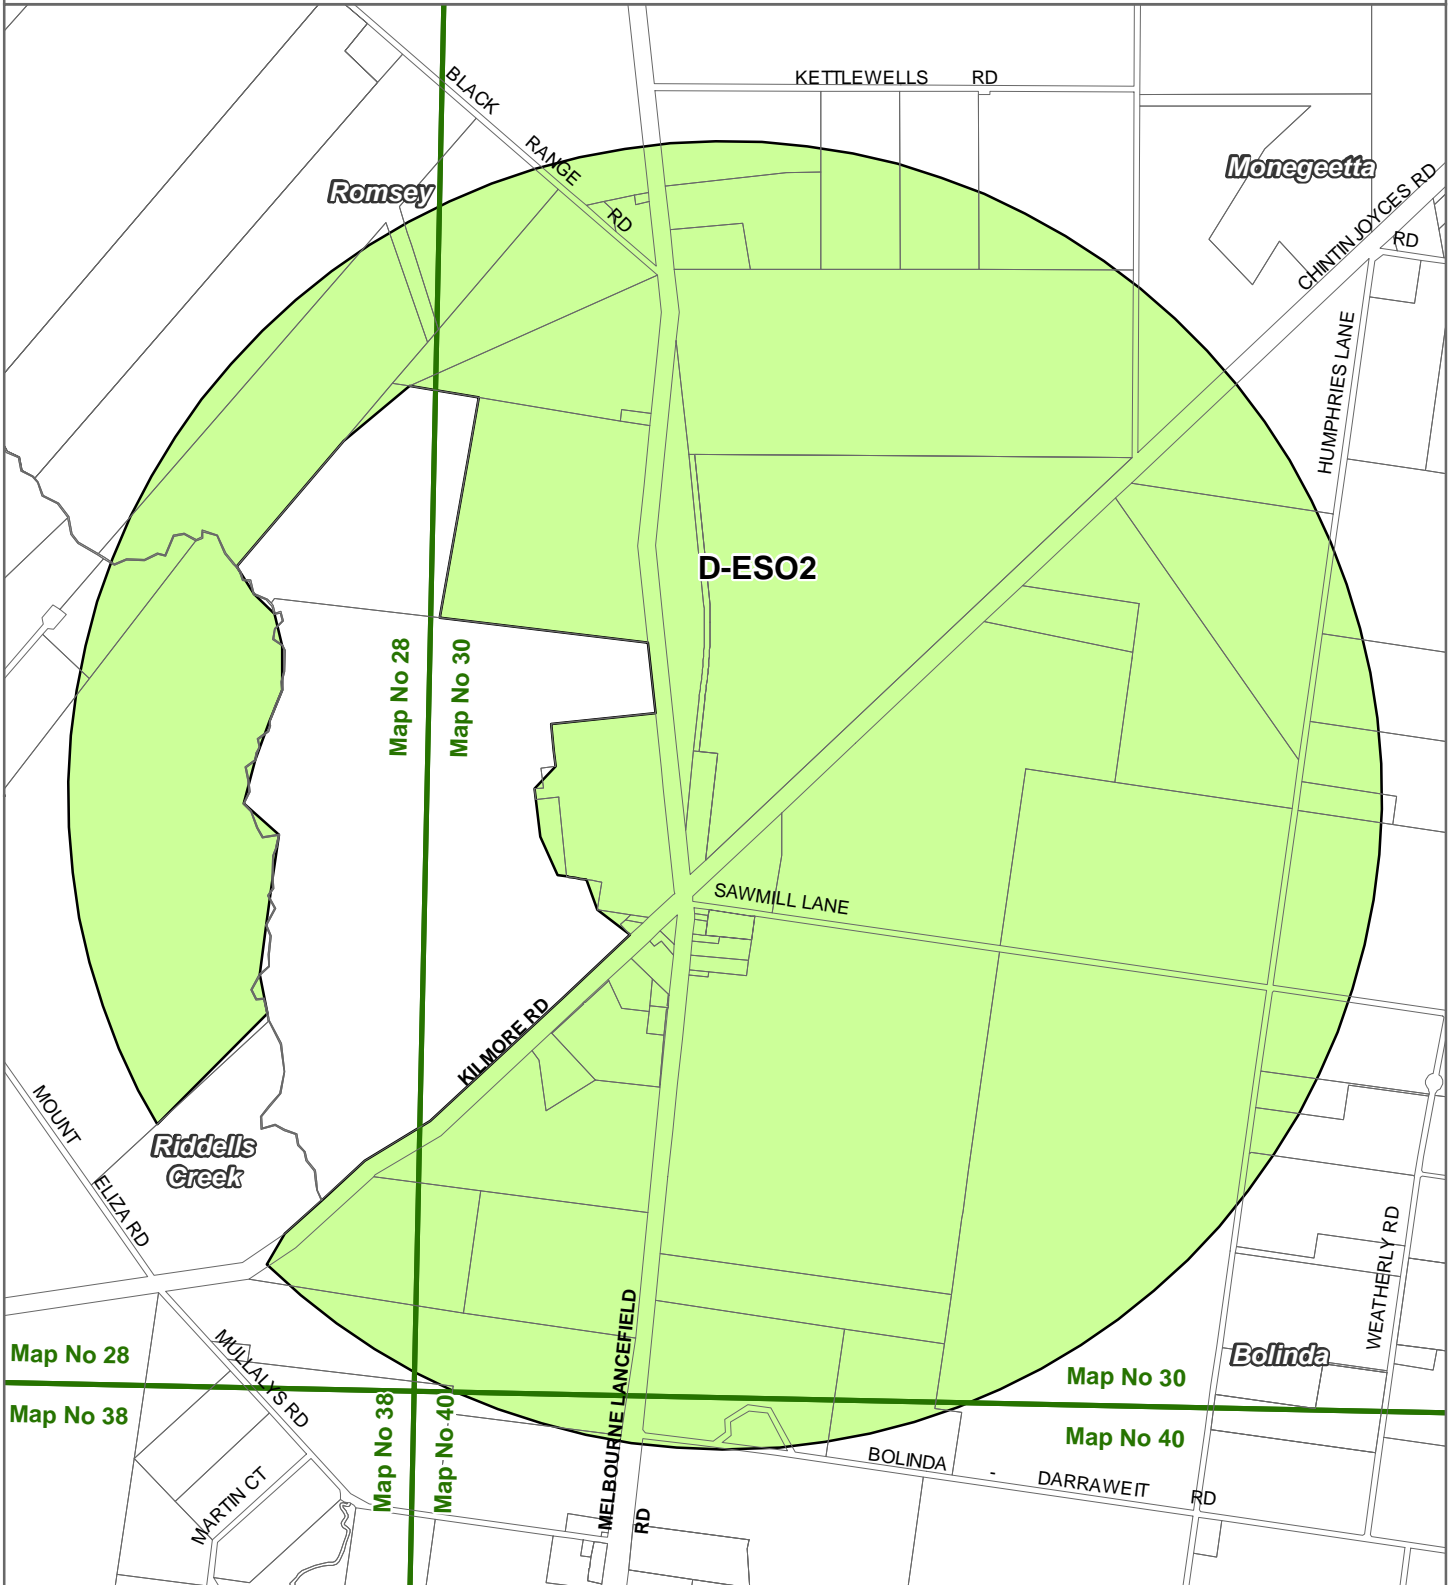 KETTLEWELLS RD
BLACK
RANGE
RD
Romsey
Monegeetta
CHINTIN
JOYCES RD
RD
HUMPHRIES LANE
D-ESO2
Map No 28
Map No 30
SAWMILL LANE
KILMORE RD
MOUNT
ELIZA RD
Riddells
Creek
WEATHERLY RD
MELBOURNE LANCEFIELD
RD
Bolinda
Map No 28
Map No 38
MULLALYS RD
Map No 38
Map No 40
Map No 30
Map No 40
BOLINDA - DARRAWEIT RD
MARTIN CT